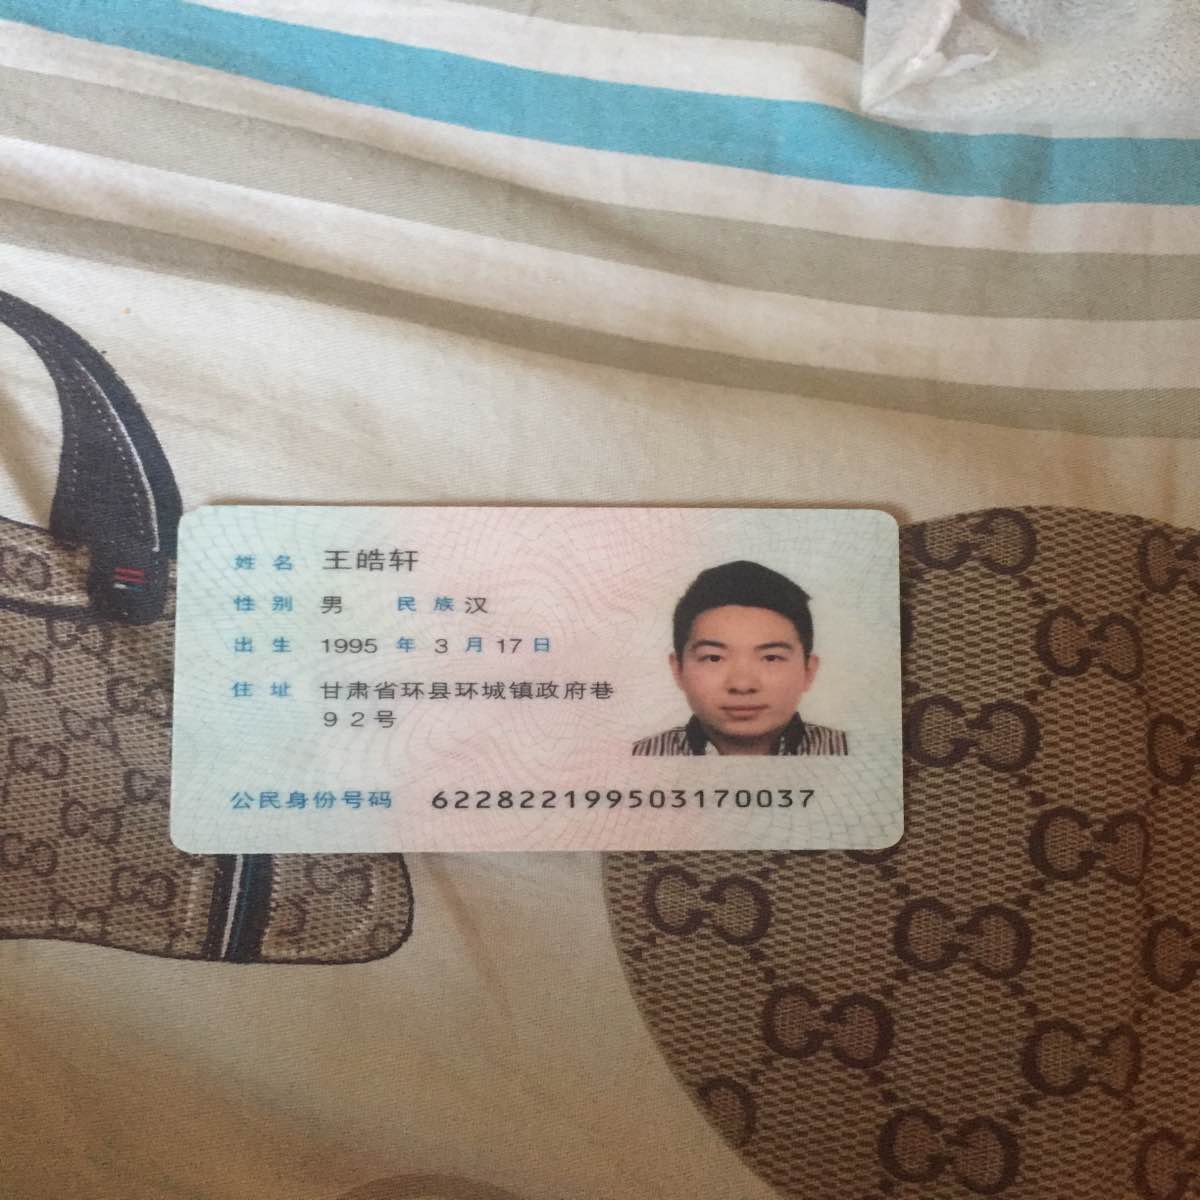 姓名 王皓轩
性别 男 民族 汉
出生 1995 年 3 月 17 日
住址 甘肃省环县环城镇政府巷
92号
公民身份号码 622822199503170037